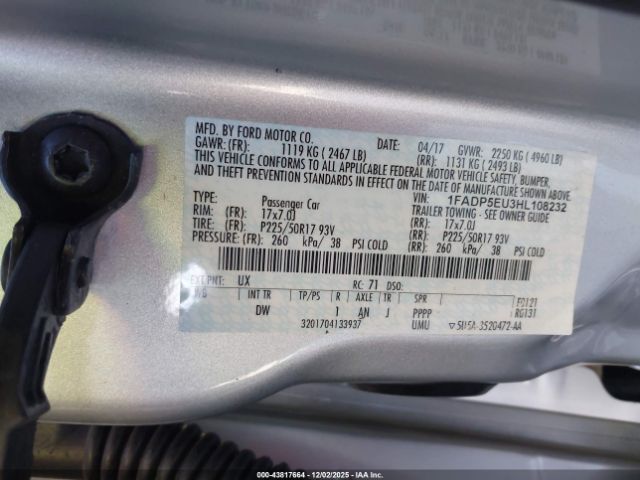 MFD. BY FORD MOTOR CO.
DATE: 04/17 GVWR: 2250 KG ( 4960 LB)
GAWR: (FR): 1119 KG ( 2467 LB) (RR): 1131 KG ( 2493 LB)
THIS VEHICLE CONFORMS TO ALL APPLICABLE FEDERAL MOTOR VEHICLE SAFETY, BUMPER,
AND THEFT PREVENTION STANDARDS IN EFFECT ON THE DATE OF MANUFACTURE SHOWN ABOVE.
VIN: 1FADP5EU3HL108232
TYPE: Passenger Car TRAILER TOWING - SEE OWNER GUIDE
RIM: (FR): 17x7.0J (RR): 17x7.0J
TIRE: (FR): P225/50R17 93V (RR): P225/50R17 93V
PRESSURE: (FR): 260 kPa/ 38 PSI COLD (RR): 260 kPa/ 38 PSI COLD
EXT PNT: UX RC: 71 DSO:
WB INT TR TP/PS R AXLE TR SPR
DW 1 AN J PPPP
3201704133937 UMU 5U5A-3520472-AA
000-43817664 - 12/02/2025 - IAAI.COM